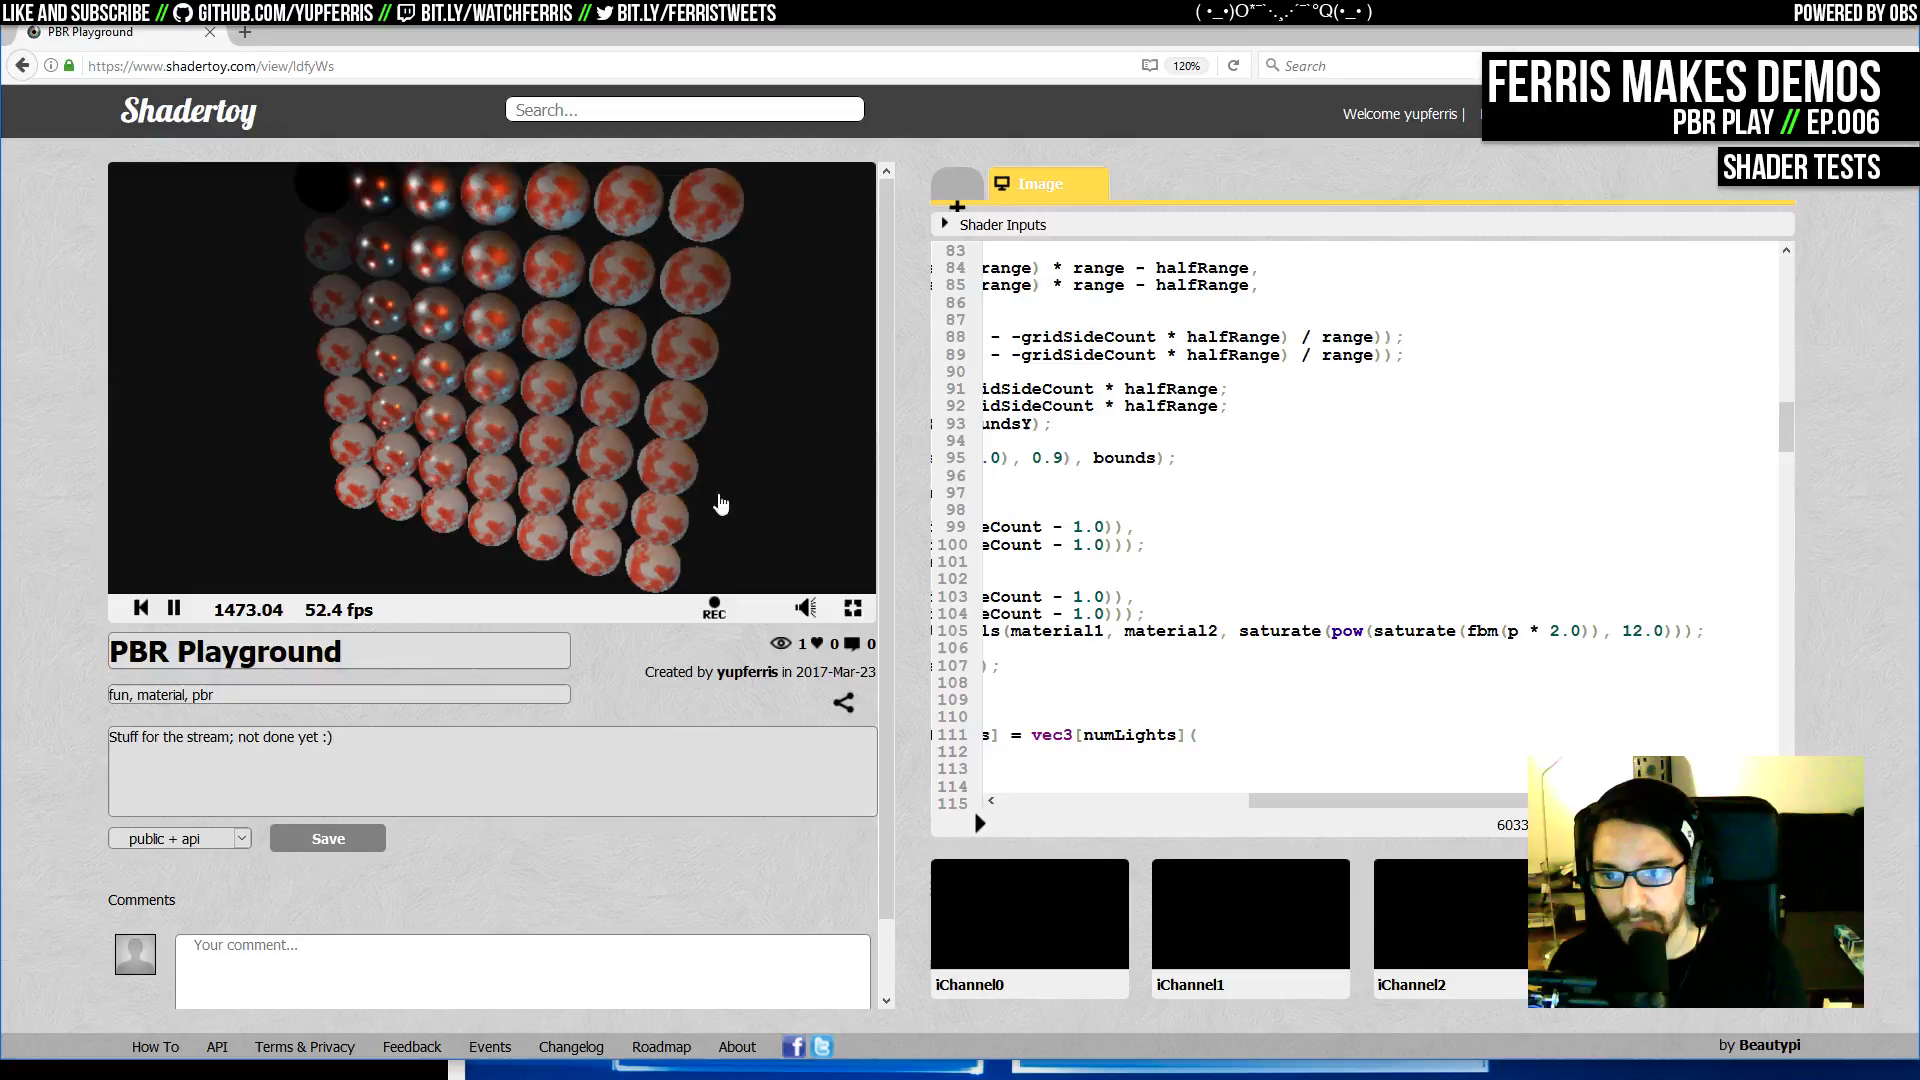 LIKE AND SUBSCRIBE // GITHUB.COM/YUPFERRIS // BIT.LY/WATCHFERRIS // BIT.LY/FERRISTWEETS
( •_•)O*¯`·.¸.·´¯`°Q(•_• )
POWERED BY OBS
PBR Playground
https://www.shadertoy.com/view/ldfyWs
120%
Search
FERRIS MAKES DEMOS
PBR PLAY // EP.006
SHADER TESTS
Shadertoy
Search...
Welcome yupferris |
Image
Shader Inputs
83
84 range) * range - halfRange,
85 range) * range - halfRange,
86
87
88 - -gridSideCount * halfRange) / range));
89 - -gridSideCount * halfRange) / range));
90
91 idSideCount * halfRange;
92 idSideCount * halfRange;
93 undsY);
94
95 .0), 0.9), bounds);
96
97
98
99 eCount - 1.0)),
100 eCount - 1.0)));
101
102
103 eCount - 1.0)),
104 eCount - 1.0)));
105 ls(material1, material2, saturate(pow(saturate(fbm(p * 2.0)), 12.0)));
106
107 );
108
109
110
111 s] = vec3[numLights](
112
113
114
115
6033
1473.04 52.4 fps
REC
PBR Playground
1 0 0
Created by yupferris in 2017-Mar-23
fun, material, pbr
Stuff for the stream; not done yet :)
public + api
Save
Comments
Your comment...
iChannel0
iChannel1
iChannel2
How To API Terms & Privacy Feedback Events Changelog Roadmap About
by Beautypi